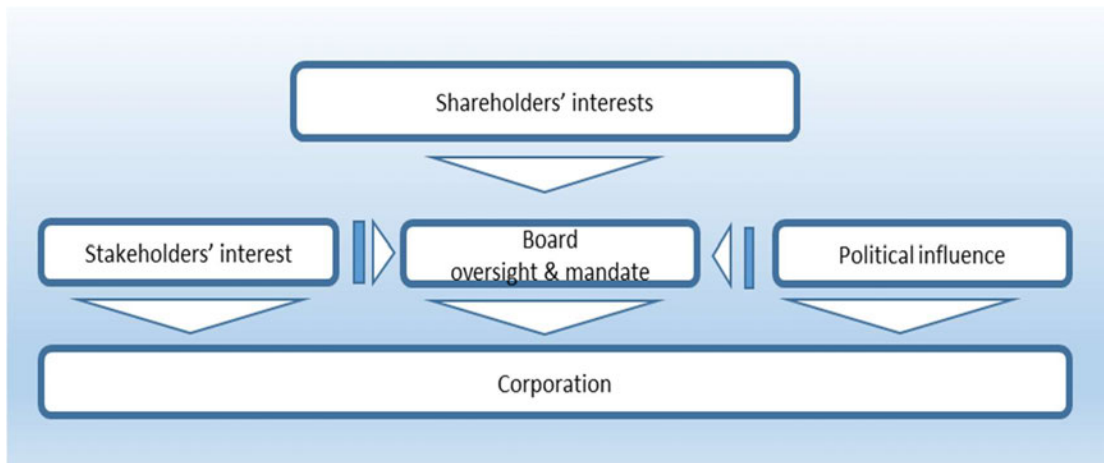 Shareholders’ interests
Stakeholders’ interest
Board
oversight & mandate
Political influence
Corporation